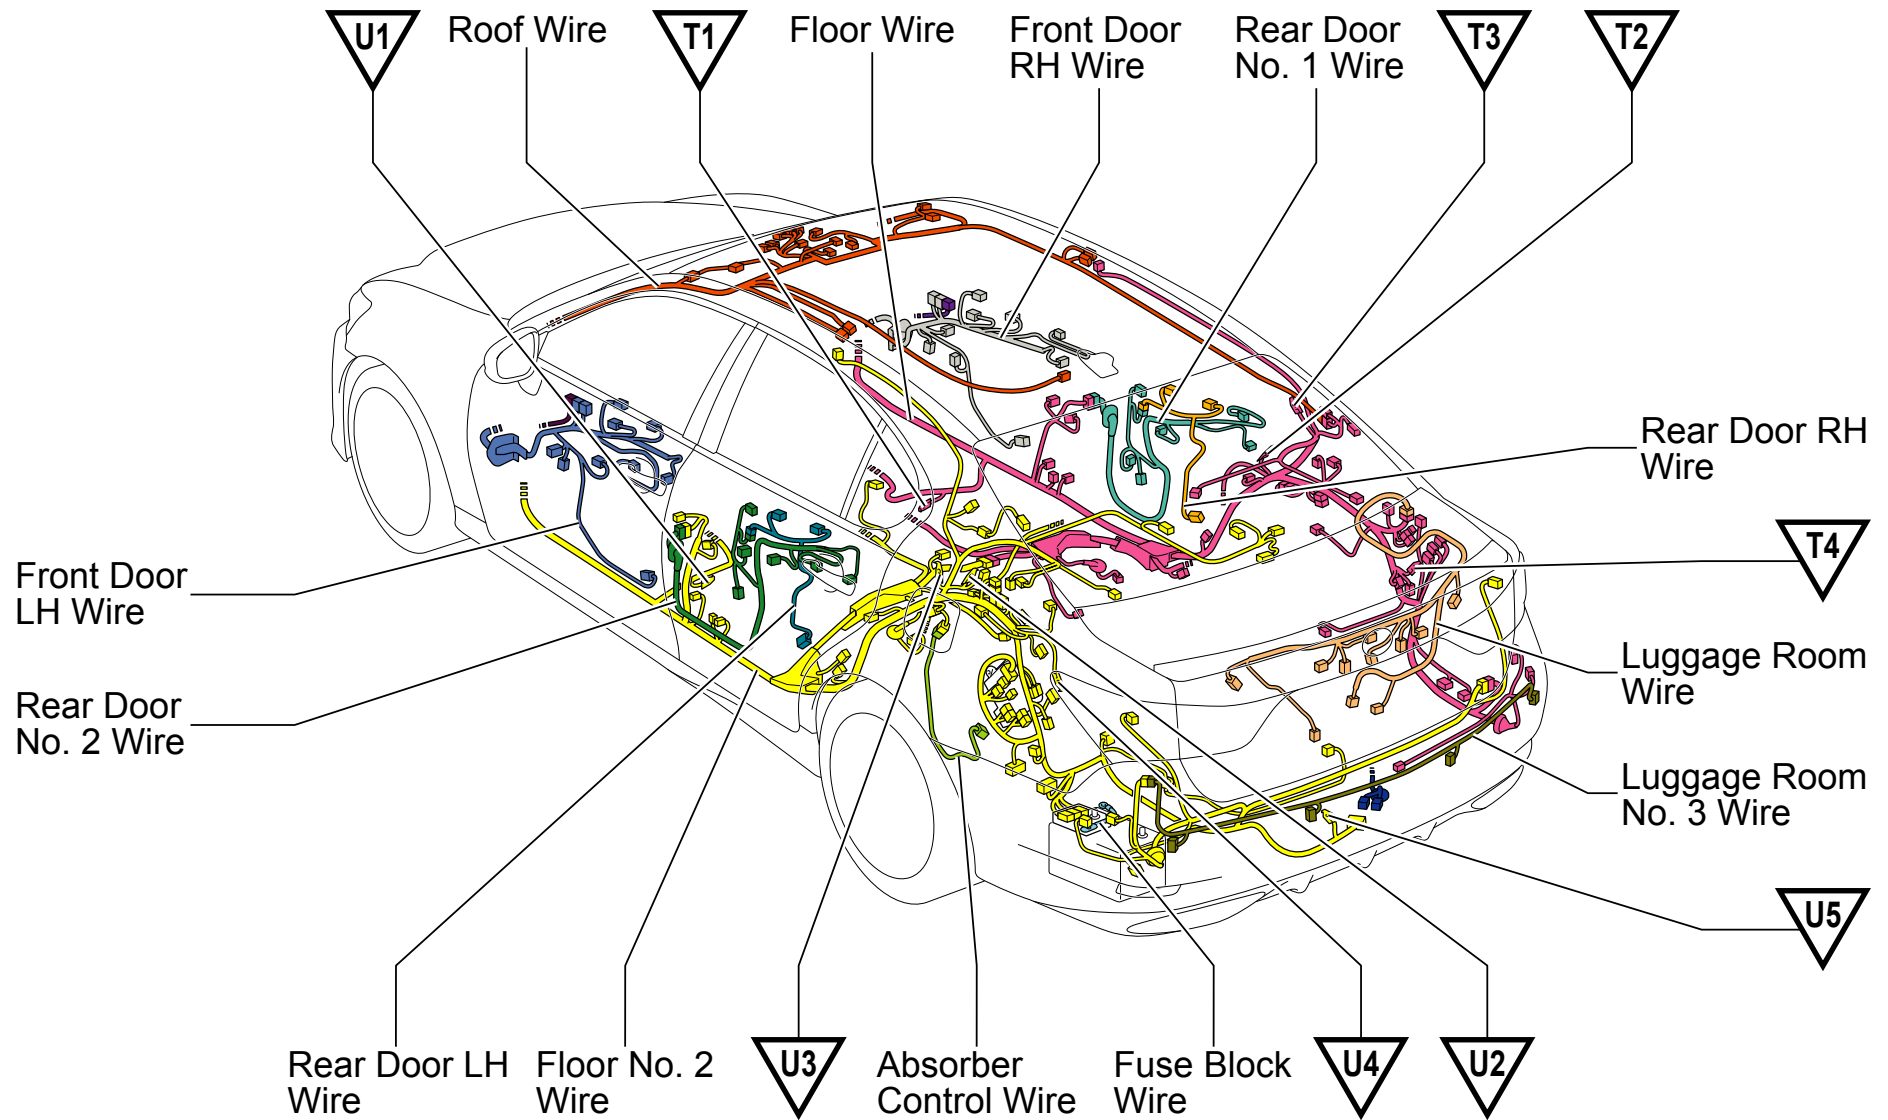 U1
Roof Wire
T1
Floor Wire
Front Door
RH Wire
Rear Door
No. 1 Wire
T3
T2
Rear Door RH
Wire
T4
Front Door
LH Wire
Luggage Room
Wire
Rear Door
No. 2 Wire
Luggage Room
No. 3 Wire
U5
Rear Door LH
Wire
Floor No. 2
Wire
U3
Absorber
Control Wire
Fuse Block
Wire
U4
U2